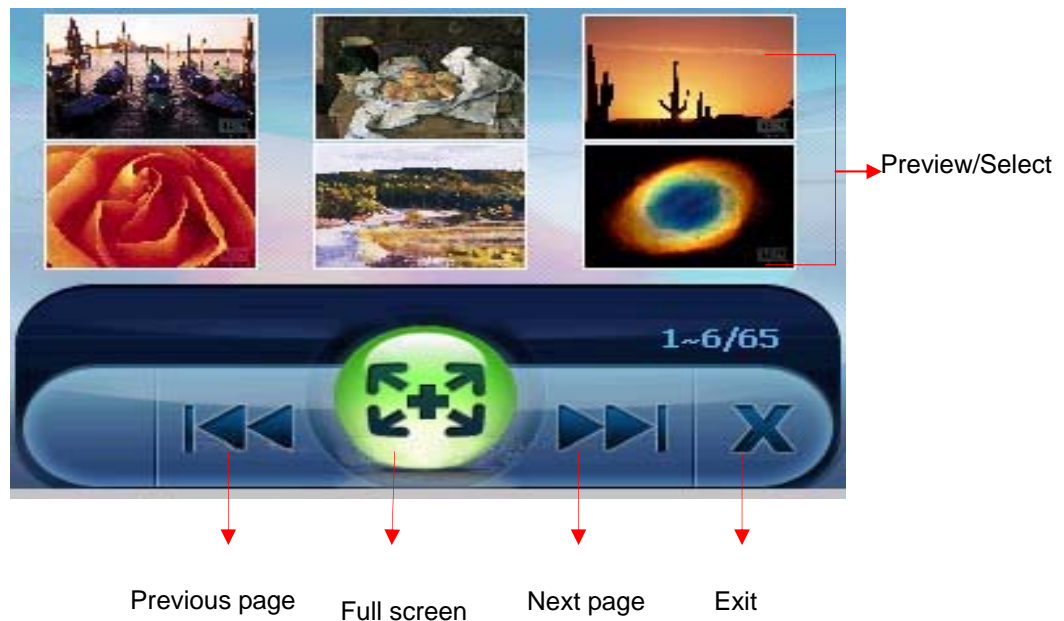 Preview/Select
1~6/65
X
Previous page
Full screen
Next page
Exit